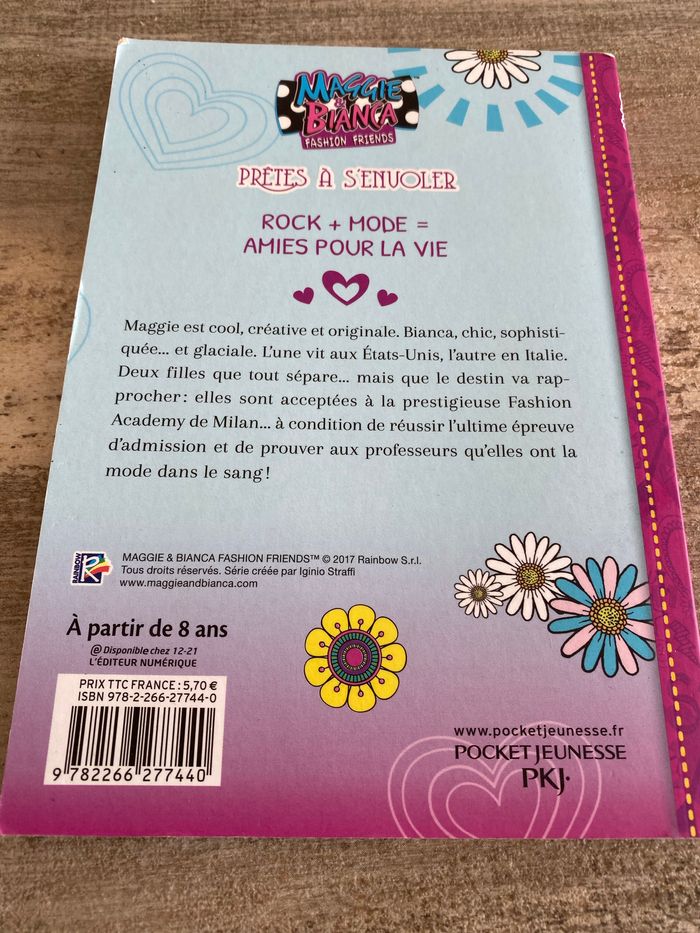 MAGGIE
&
BIANCA
FASHION FRIENDS
PRÊTES À S'ENVOLER
ROCK + MODE =
AMIES POUR LA VIE
Maggie est cool, créative et originale. Bianca, chic, sophisti-
quée... et glaciale. L'une vit aux États-Unis, l'autre en Italie.
Deux filles que tout sépare... mais que le destin va rap-
procher : elles sont acceptées à la prestigieuse Fashion
Academy de Milan... à condition de réussir l'ultime épreuve
d'admission et de prouver aux professeurs qu'elles ont la
mode dans le sang !
RAINBOW
MAGGIE & BIANCA FASHION FRIENDS™ © 2017 Rainbow S.r.l.
Tous droits réservés. Série créée par Iginio Straffi
www.maggieandbianca.com
À partir de 8 ans
@ Disponible chez 12-21
L'ÉDITEUR NUMÉRIQUE
PRIX TTC FRANCE : 5,70 €
ISBN 978-2-266-27744-0
9 782266 277440
www.pocketjeunesse.fr
POCKET JEUNESSE
PKJ·